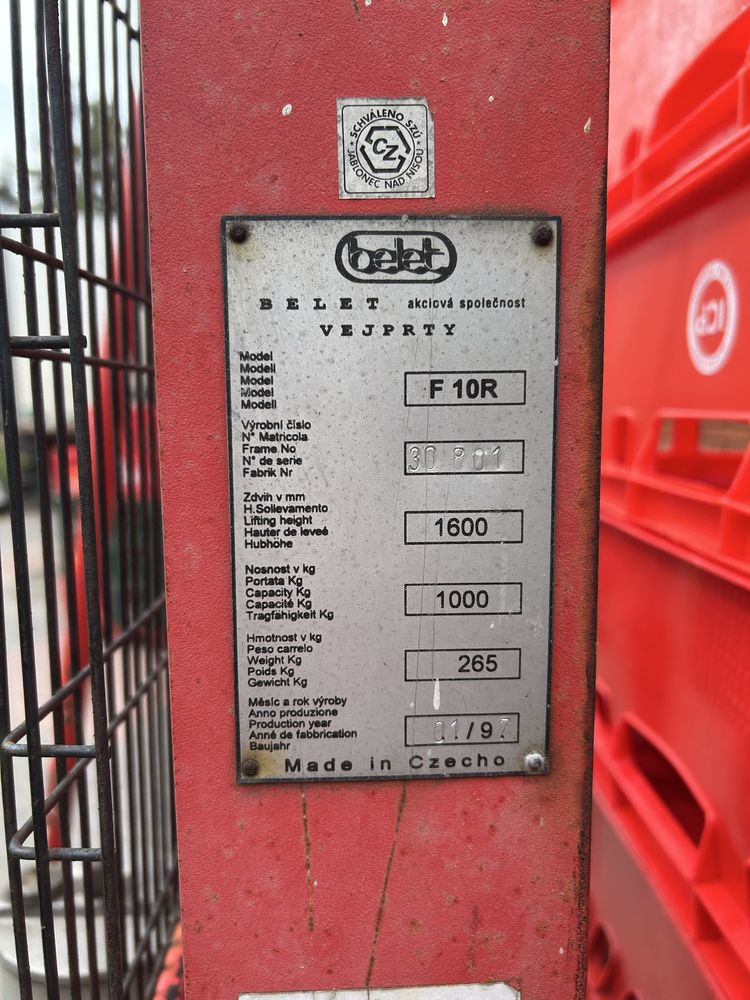 SCHVÁLENO SZÚ
CZ
JABLONEC NAD NISOU
belet
BELET akciová společnost
VEJPRTY
Model
Modell
Model
Model
Modell
F 10R
Výrobní číslo
N° Matricola
Frame No
N° de serie
Fabrik Nr
30 801
Zdvih v mm
H.Sollevamento
Lifting height
Hauter de leveé
Hubhöhe
1600
Nosnost v kg
Portata Kg
Capacity Kg
Capacité Kg
Tragfähigkeit Kg
1000
Hmotnost v kg
Peso carrelo
Weight Kg
Poids Kg
Gewicht Kg
265
Měsíc a rok výroby
Anno produzione
Production year
Anné de fabbrication
Baujahr
01/97
Made in Czecho
ICP